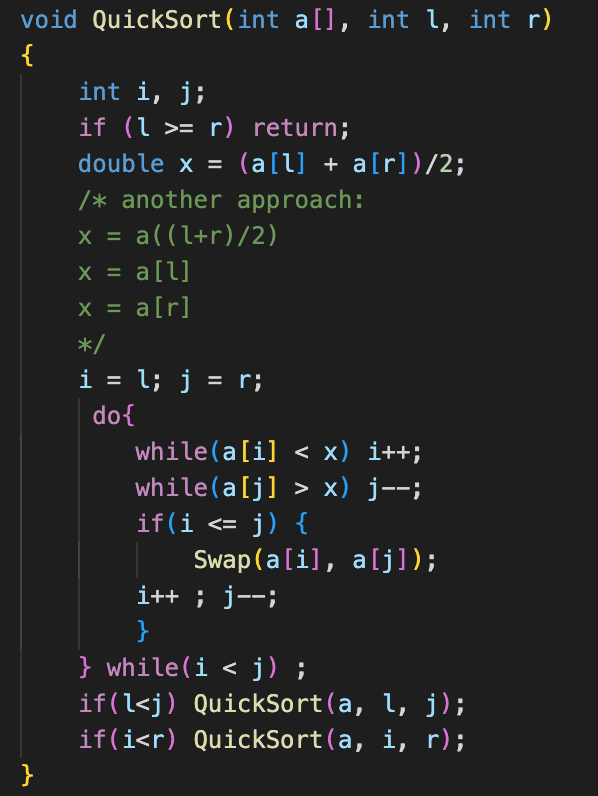 void QuickSort(int a[], int l, int r)
{
int i, j;
if (l >= r) return;
double x = (a[l] + a[r])/2;
/* another approach:
x = a((l+r)/2)
x = a[l]
x = a[r]
*/
i = l; j = r;
do{
while(a[i] < x) i++;
while(a[j] > x) j--;
if(i <= j) {
Swap(a[i], a[j]);
i++ ; j--;
}
} while(i < j) ;
if(l<j) QuickSort(a, l, j);
if(i<r) QuickSort(a, i, r);
}